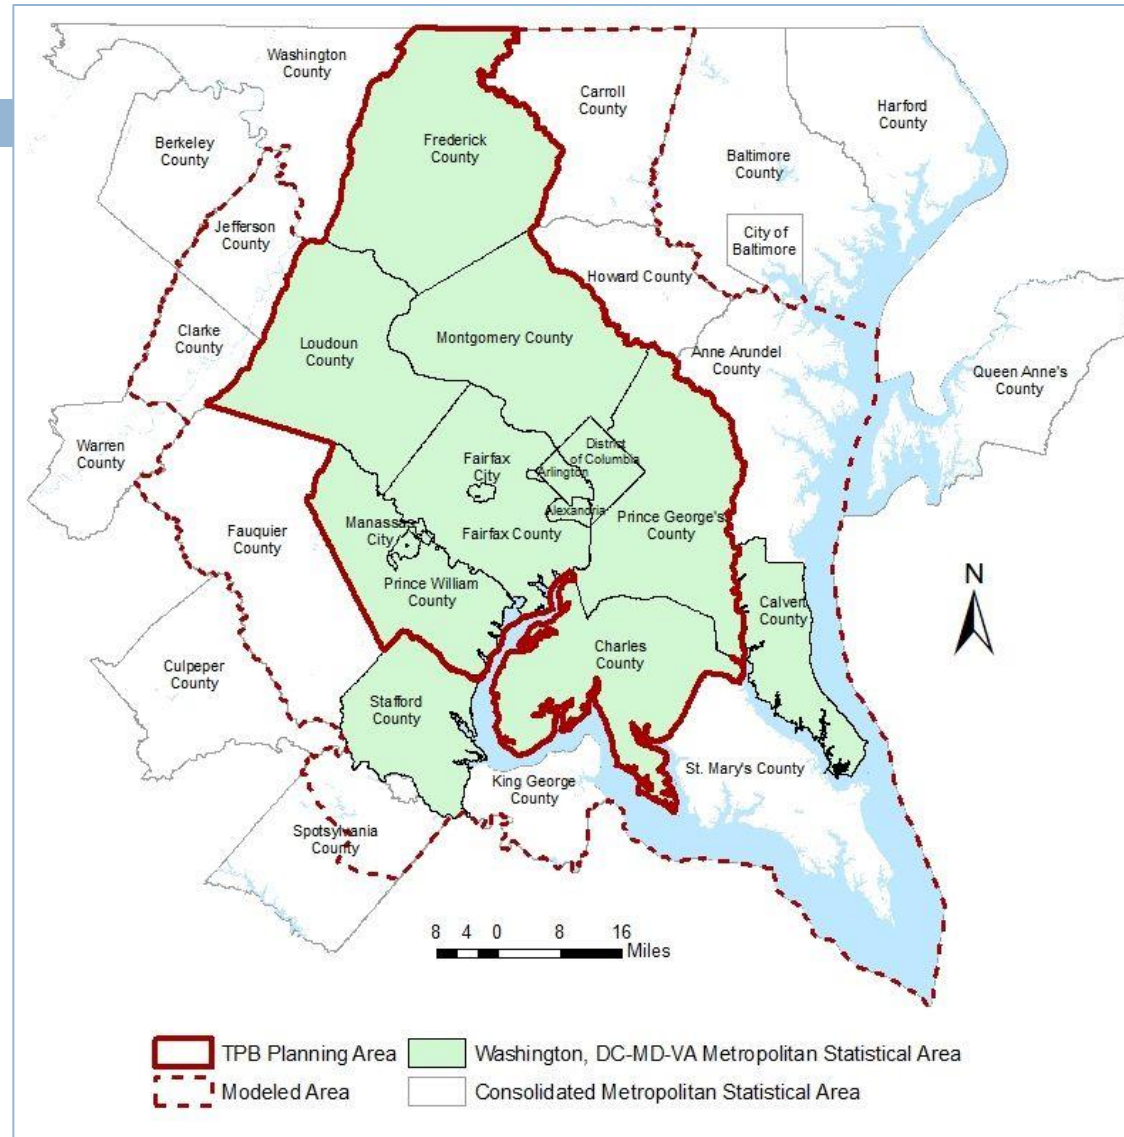 Washington
County
Carroll
County
Harford
County
Frederick
County
Berkeley
County
Baltimore
County
Jefferson
County
City of
Baltimore
Howard County
Clarke
County
Loudoun
County
Montgomery County
Anne Arundel
County
Queen Anne's
County
Warren
County
Fairfax
City
District
of Columbia
Arlington
Alexandria
Prince George's
County
Manassas
City
Fauquier
County
Fairfax County
Prince William
County
N
Calvert
County
Charles
County
Culpeper
County
Stafford
County
St. Mary's County
King George
County
Spotsylvania
County
8 4 0 8 16
Miles
TPB Planning Area
Washington, DC-MD-VA Metropolitan Statistical Area
Modeled Area
Consolidated Metropolitan Statistical Area